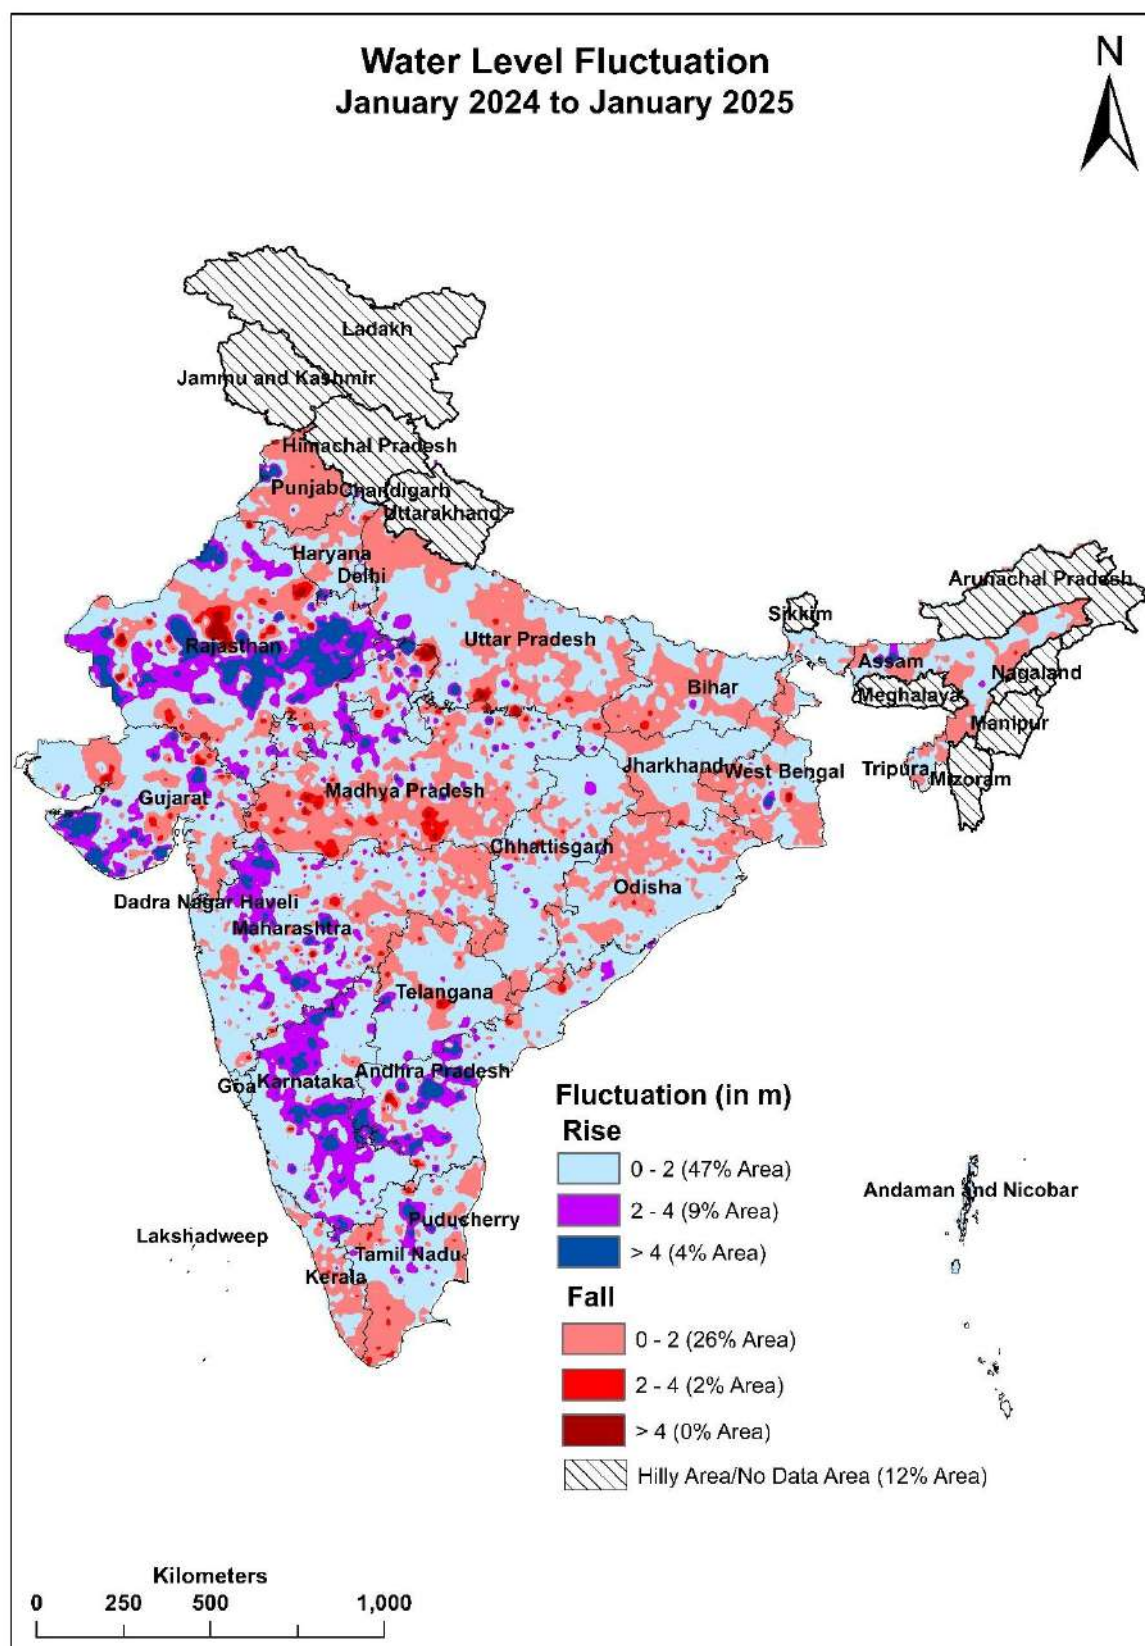 Water Level Fluctuation
January 2024 to January 2025
N
Ladakh
Jammu and Kashmir
Himachal Pradesh
Punjab
Chandigarh
Uttarakhand
Haryana
Delhi
Arunachal Pradesh
Sikkim
Rajasthan
Uttar Pradesh
Assam
Nagaland
Bihar
Meghalaya
Manipur
Jharkhand
West Bengal
Tripura
Mizoram
Gujarat
Madhya Pradesh
Chhattisgarh
Odisha
Dadra Nagar Haveli
Maharashtra
Telangana
Goa
Karnataka
Andhra Pradesh
Fluctuation (in m)
Rise
0 - 2 (47% Area)
2 - 4 (9% Area)
> 4 (4% Area)
Andaman and Nicobar
Puducherry
Lakshadweep
Tamil Nadu
Kerala
Fall
0 - 2 (26% Area)
2 - 4 (2% Area)
> 4 (0% Area)
Hilly Area/No Data Area (12% Area)
Kilometers
0 250 500 1,000